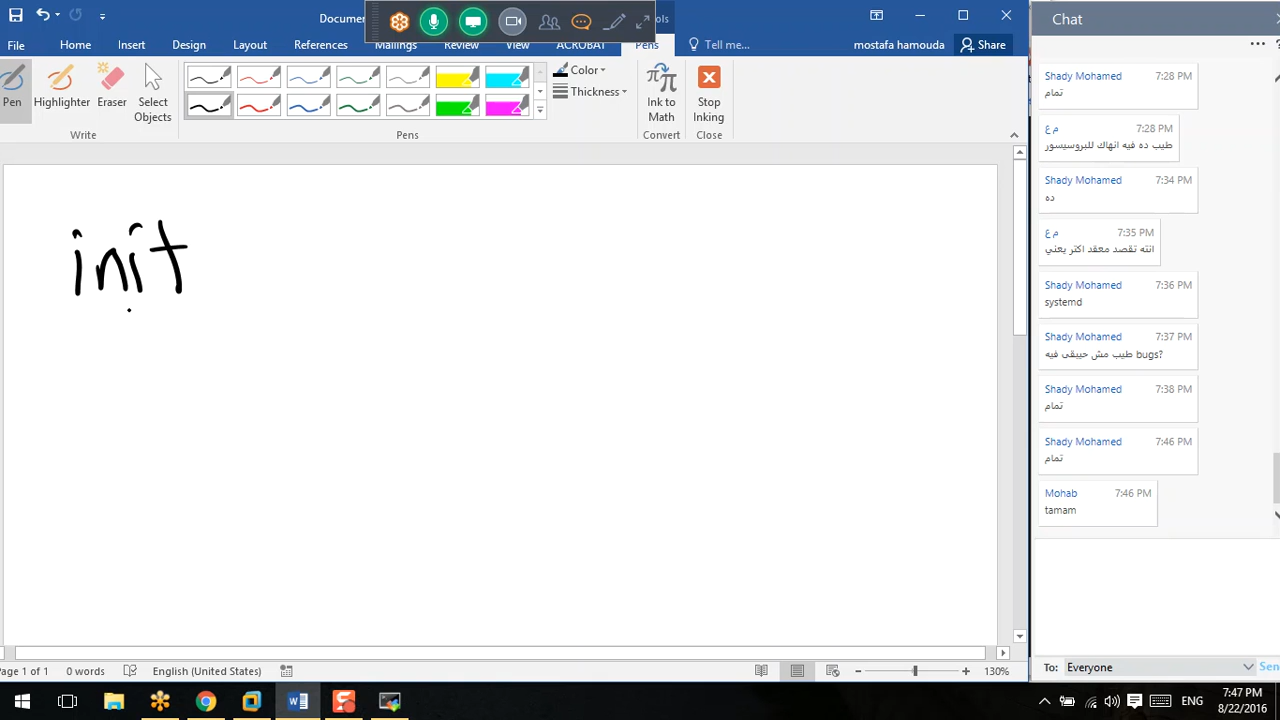 Documen
ols
File
Home
Insert
Design
Layout
References
Mailings
Review
View
ACROBAT
Pens
Tell me...
mostafa hamouda
Share
Pen
Highlighter
Eraser
Select Objects
Write
Pens
Color
Thickness
Ink to Math
Convert
Stop Inking
Close
init
Page 1 of 1
0 words
English (United States)
130%
Chat
Shady Mohamed 7:28 PM
تمام
م ع 7:28 PM
طيب ده فيه انهاك للبروسيسور
Shady Mohamed 7:34 PM
ده
م ع 7:35 PM
انته تقصد معقد اكتر يعني
Shady Mohamed 7:36 PM
systemd
Shady Mohamed 7:37 PM
طيب مش حيبقى فيه bugs?
Shady Mohamed 7:38 PM
تمام
Shady Mohamed 7:46 PM
تمام
Mohab 7:46 PM
tamam
To: Everyone
Sen
ENG
7:47 PM
8/22/2016